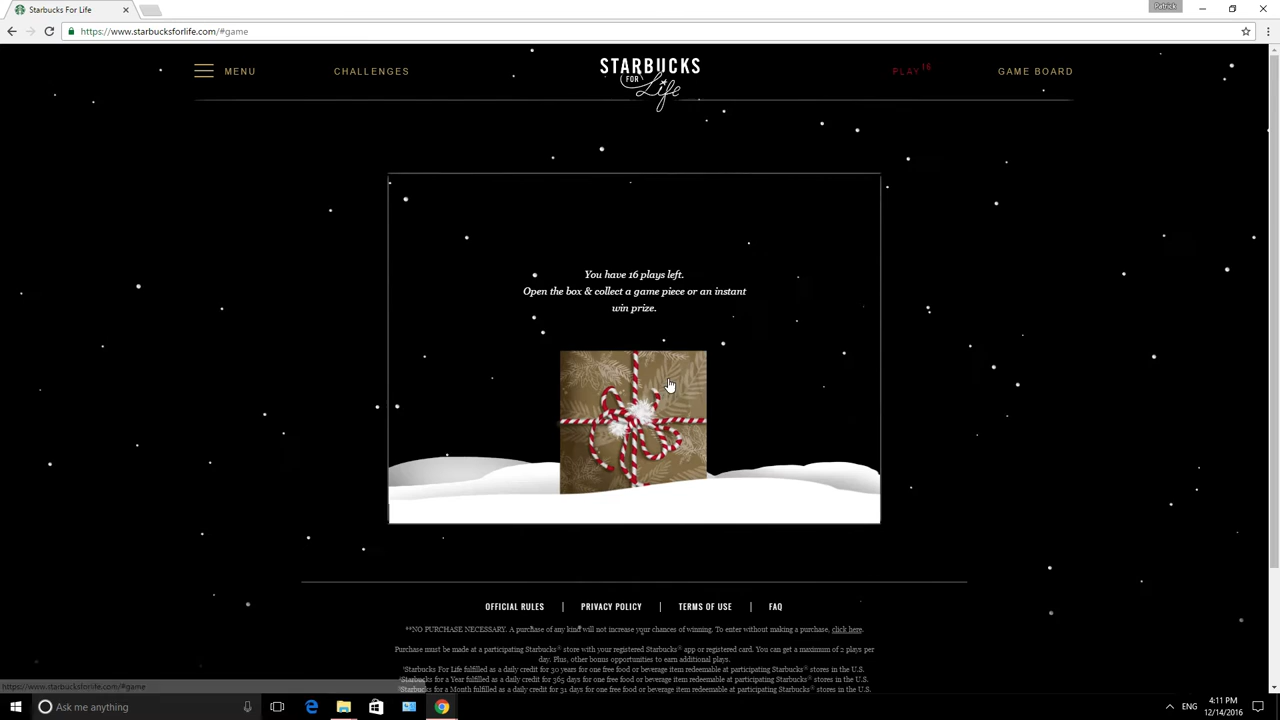 Starbucks For Life
Patrick
https://www.starbucksforlife.com/#game
MENU
CHALLENGES
STARBUCKS
FOR
Life
PLAY 16
GAME BOARD
You have 16 plays left.
Open the box & collect a game piece or an instant
win prize.
OFFICIAL RULES | PRIVACY POLICY | TERMS OF USE | FAQ
**NO PURCHASE NECESSARY. A purchase of any kind will not increase your chances of winning. To enter without making a purchase, click here.
Purchase must be made at a participating Starbucks® store with your registered Starbucks® app or registered card. You can get a maximum of 2 plays per
day. Plus, other bonus opportunities to earn additional plays.
¹Starbucks For Life fulfilled as a daily credit for 30 years for one free food or beverage item redeemable at participating Starbucks® stores in the U.S.
²Starbucks for a Year fulfilled as a daily credit for 365 days for one free food or beverage item redeemable at participating Starbucks® stores in the U.S.
³Starbucks for a Month fulfilled as a daily credit for 31 days for one free food or beverage item redeemable at participating Starbucks® stores in the U.S.
https://www.starbucksforlife.com/#game
Ask me anything
ENG
4:11 PM
12/14/2016